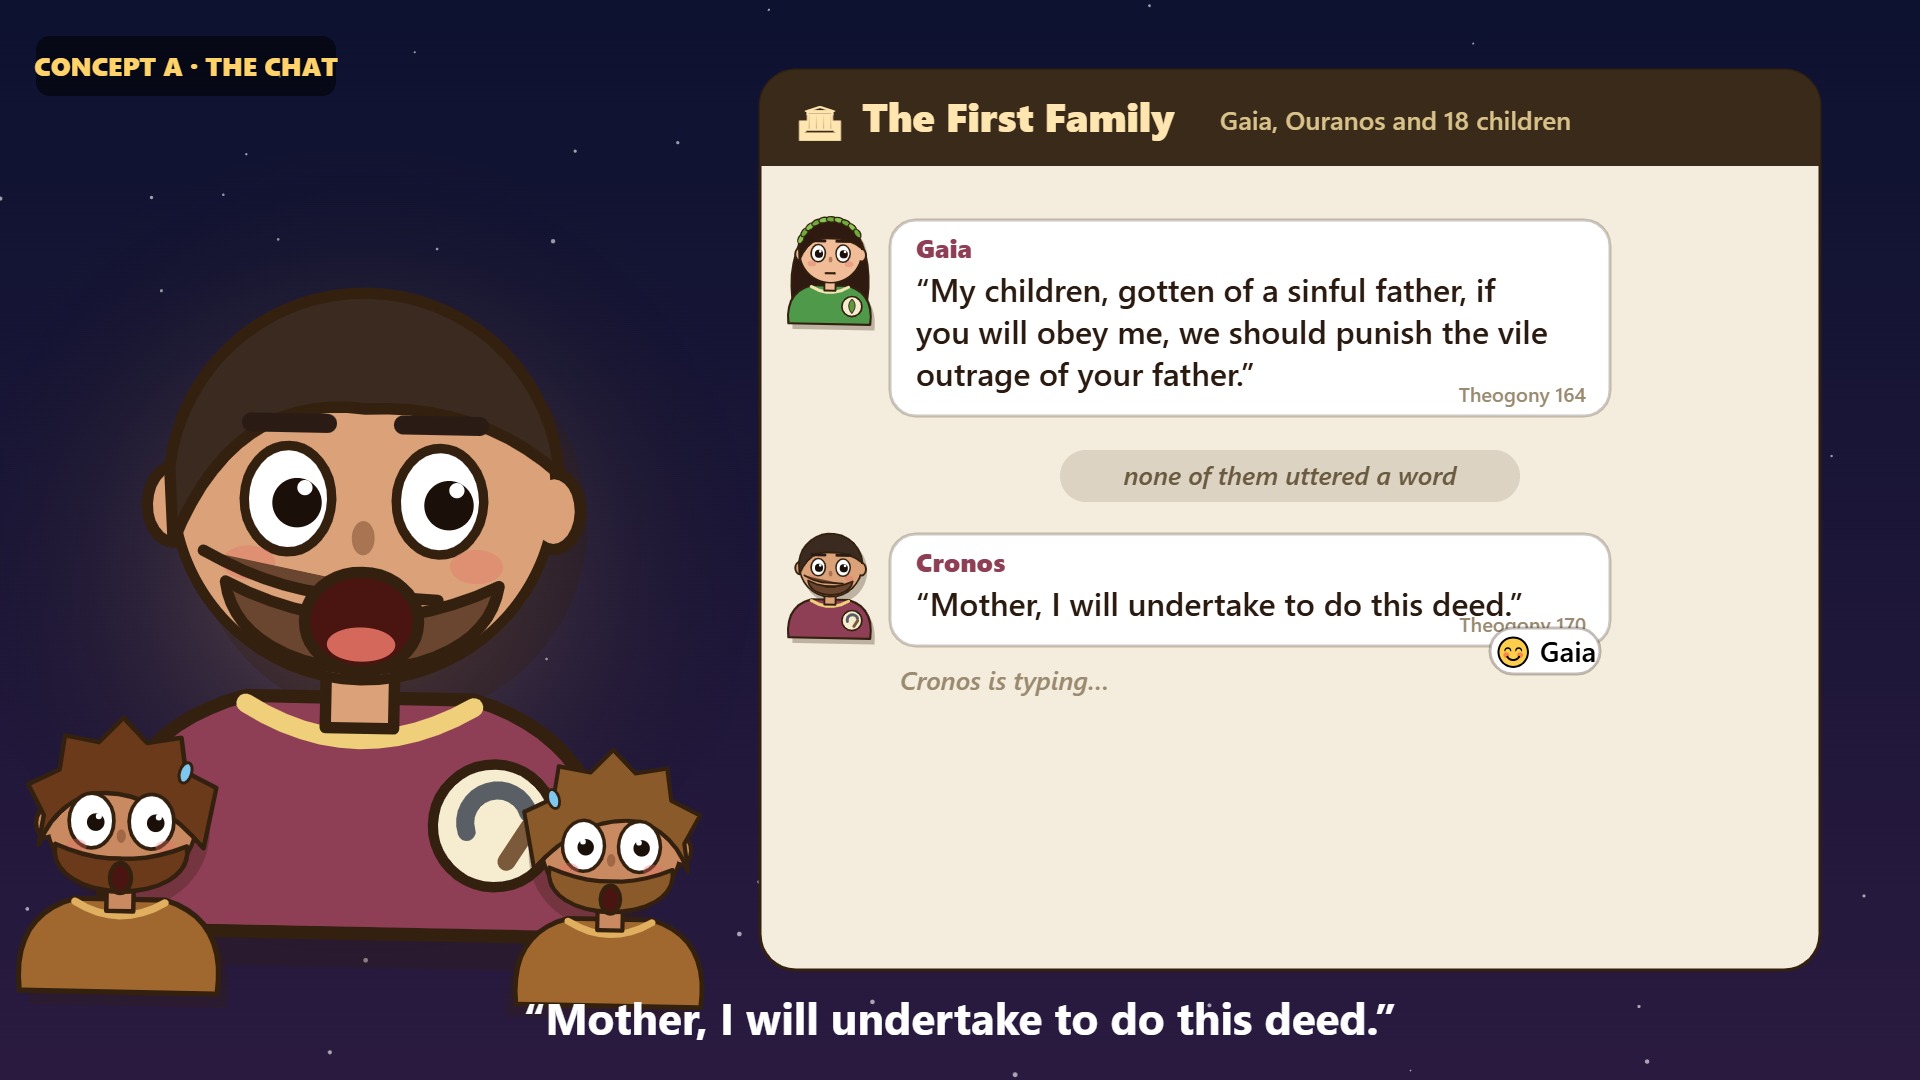 CONCEPT A · THE CHAT
The First Family
Gaia, Ouranos and 18 children
Gaia
“My children, gotten of a sinful father, if
you will obey me, we should punish the vile
outrage of your father.”
Theogony 164
none of them uttered a word
Cronos
“Mother, I will undertake to do this deed.”
Theogony 170
Gaia
Cronos is typing...
“Mother, I will undertake to do this deed.”